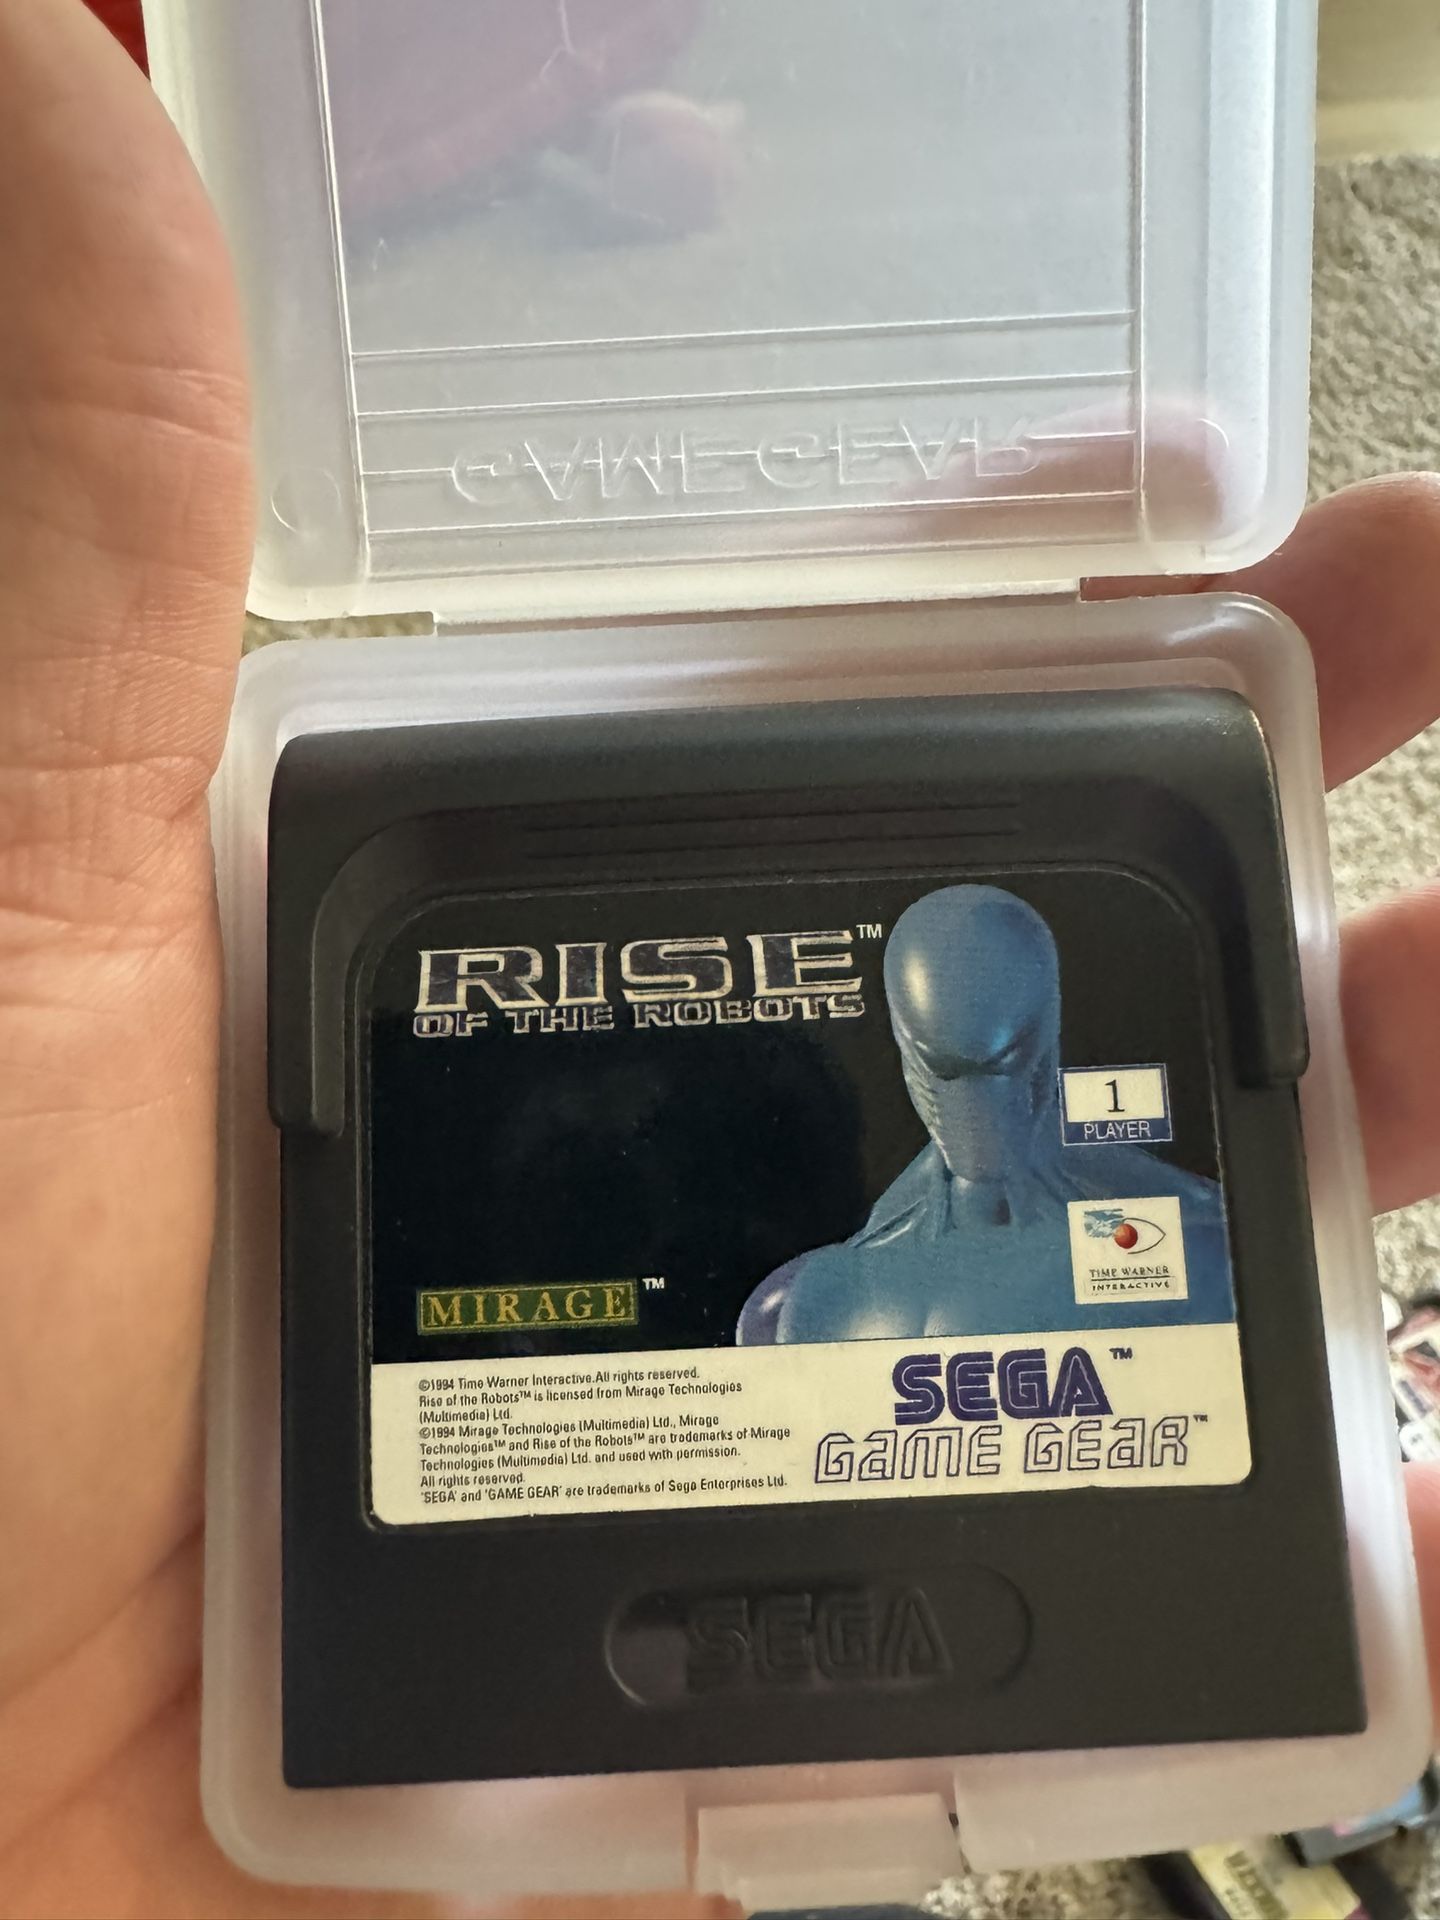 GAME GEAR
RISE™
OF THE ROBOTS
1
PLAYER
TIME WARNER
INTERACTIVE
MIRAGE™
©1994 Time Warner Interactive.All rights reserved.
Rise of the Robots™ is licensed from Mirage Technologies
(Multimedia) Ltd.
©1994 Mirage Technologies (Multimedia) Ltd., Mirage
Technologies™ and Rise of the Robots™ are trademarks of Mirage
Technologies (Multimedia) Ltd. and used with permission.
All rights reserved.
'SEGA' and 'GAME GEAR' are trademarks of Sega Enterprises Ltd.
SEGA™
GAME GEAR™
SEGA